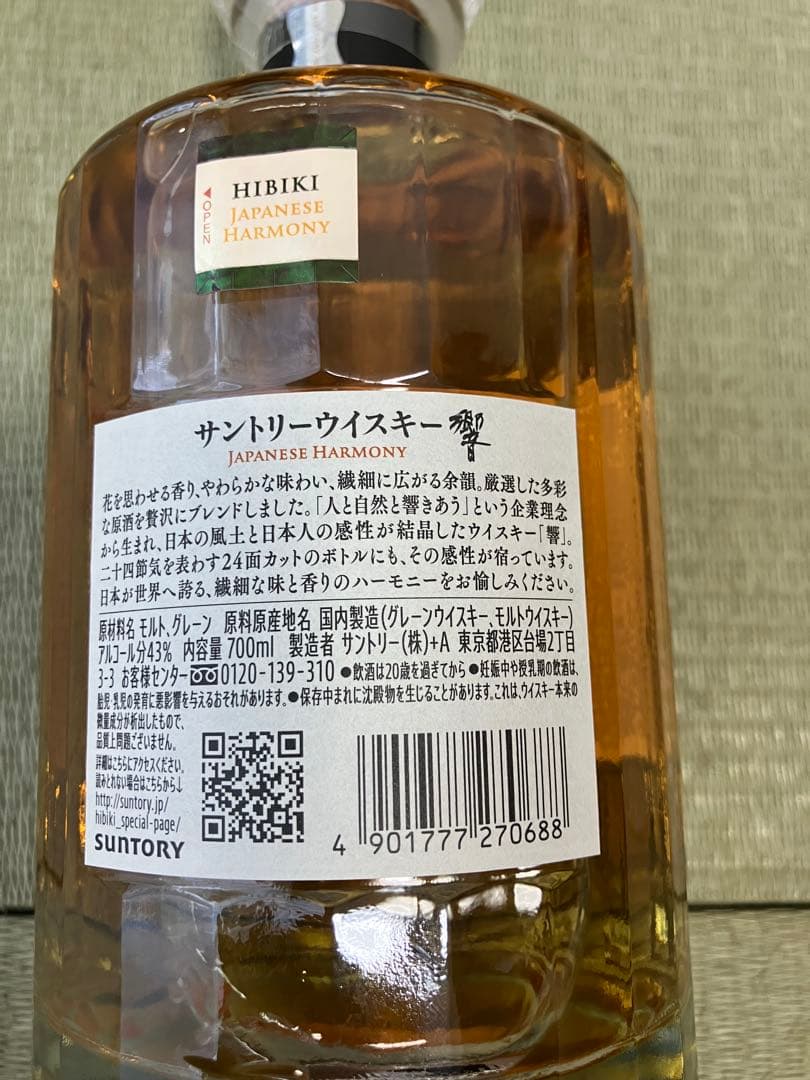 HIBIKI
JAPANESE
HARMONY
◀OPEN
サントリーウイスキー 響
JAPANESE HARMONY
花を思わせる香り、やわらかな味わい、繊細に広がる余韻。厳選した多彩
な原酒を贅沢にブレンドしました。「人と自然と響きあう」という企業理念
から生まれ、日本の風土と日本人の感性が結晶したウイスキー「響」。
二十四節気を表わす24面カットのボトルにも、その感性が宿っています。
日本が世界へ誇る、繊細な味と香りのハーモニーをお愉しみください。
原材料名 モルト、グレーン 原料原産地名 国内製造(グレーンウイスキー、モルトウイスキー)
アルコール分43% 内容量700ml 製造者 サントリー(株)+A 東京都港区台場2丁目
3-3 お客様センター 0120-139-310 ●飲酒は20歳を過ぎてから ●妊娠中や授乳期の飲酒は、
胎児・乳児の発育に悪影響を与えるおそれがあります。●保存中まれに沈殿物を生じることがあります。これは、ウイスキー本来の
微量成分が析出したもので、
品質上問題ございません。
詳細はこちらにアクセスください。
読みとれない場合はこちらから↓
http://suntory.jp/
hibiki_special-page/
SUNTORY
4 901777 270688